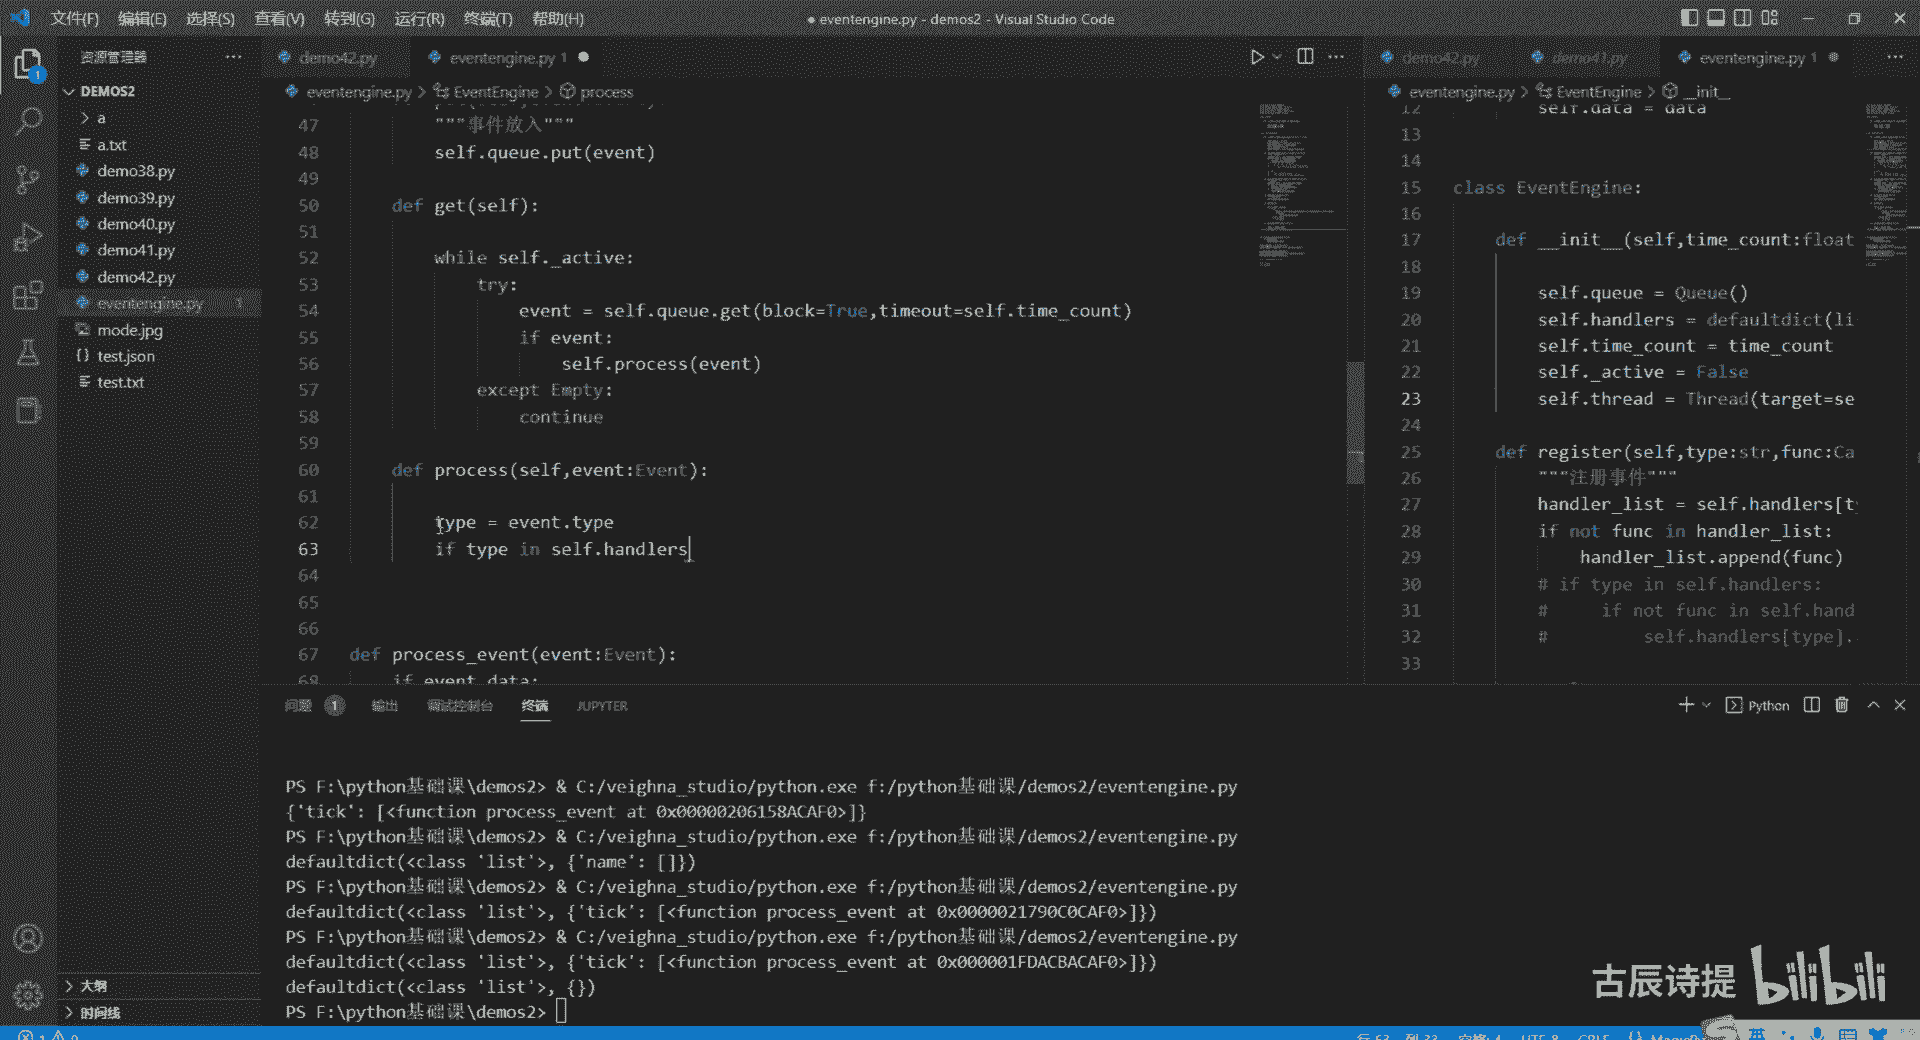 文件(F) 编辑(E) 选择(S) 查看(V) 转到(G) 运行(R) 终端(T) 帮助(H)
● eventengine.py - demos2 - Visual Studio Code
资源管理器
DEMOS2
a
a.txt
demo38.py
demo39.py
demo40.py
demo41.py
demo42.py
eventengine.py 1
mode.jpg
test.json
test.txt
大纲
时间线
demo42.py
eventengine.py 1
eventengine.py > EventEngine > process
47 """事件放入"""
48 self.queue.put(event)
49
50 def get(self):
51
52 while self._active:
53 try:
54 event = self.queue.get(block=True,timeout=self.time_count)
55 if event:
56 self.process(event)
57 except Empty:
58 continue
59
60 def process(self,event:Event):
61
62 type = event.type
63 if type in self.handlers
64
65
66
67 def process_event(event:Event):
68 if event.data:
demo42.py
demo41.py
eventengine.py 1
eventengine.py > EventEngine > __init__
12 self.data = data
13
14
15 class EventEngine:
16
17 def __init__(self,time_count:float
18
19 self.queue = Queue()
20 self.handlers = defaultdict(li
21 self.time_count = time_count
22 self._active = False
23 self.thread = Thread(target=se
24
25 def register(self,type:str,func:Ca
26 """注册事件"""
27 handler_list = self.handlers[ty
28 if not func in handler_list:
29 handler_list.append(func)
30 # if type in self.handlers:
31 # if not func in self.hand
32 # self.handlers[type].
33
问题 1 输出 调试控制台 终端 JUPYTER
Python
PS F:\python基础课\demos2> & C:/veighna_studio/python.exe f:/python基础课/demos2/eventengine.py
{'tick': [<function process_event at 0x00000206158ACAF0>]}
PS F:\python基础课\demos2> & C:/veighna_studio/python.exe f:/python基础课/demos2/eventengine.py
defaultdict(<class 'list'>, {'name': []})
PS F:\python基础课\demos2> & C:/veighna_studio/python.exe f:/python基础课/demos2/eventengine.py
defaultdict(<class 'list'>, {'tick': [<function process_event at 0x0000021790C0CAF0>]})
PS F:\python基础课\demos2> & C:/veighna_studio/python.exe f:/python基础课/demos2/eventengine.py
defaultdict(<class 'list'>, {'tick': [<function process_event at 0x000001FDACBACAF0>]})
defaultdict(<class 'list'>, {})
PS F:\python基础课\demos2>
古辰诗提 bilibili